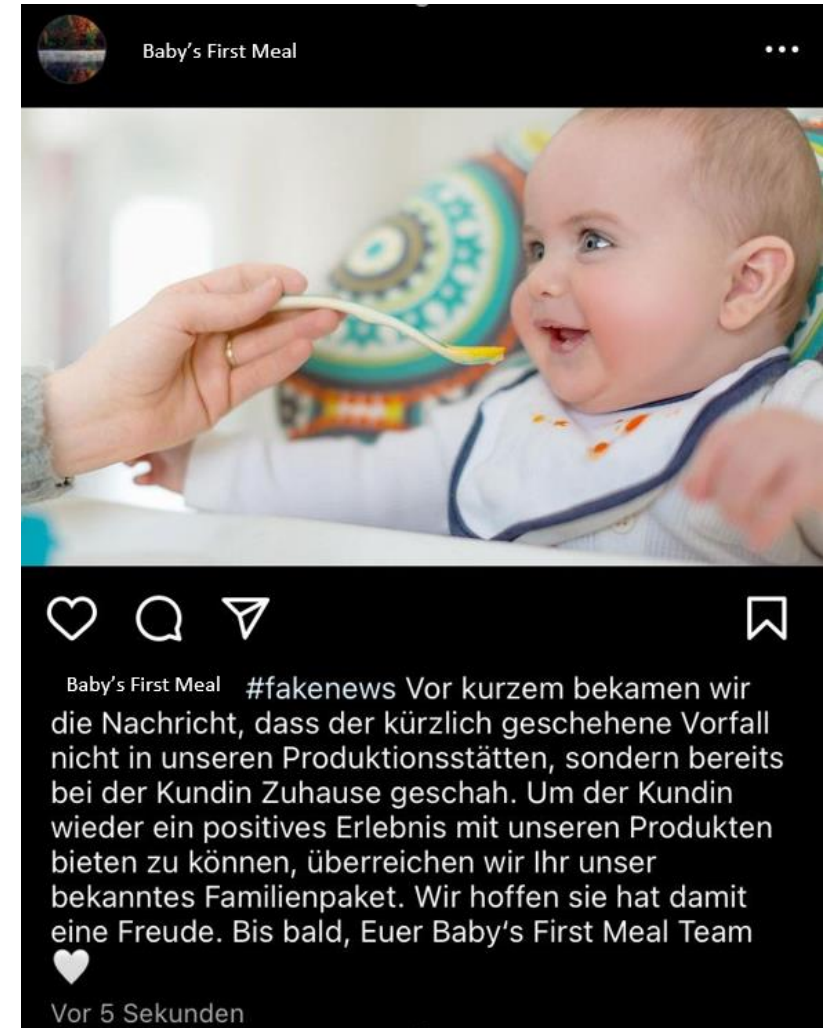 Baby’s First Meal
Baby’s First Meal #fakenews Vor kurzem bekamen wir
die Nachricht, dass der kürzlich geschehene Vorfall
nicht in unseren Produktionsstätten, sondern bereits
bei der Kundin Zuhause geschah. Um der Kundin
wieder ein positives Erlebnis mit unseren Produkten
bieten zu können, überreichen wir Ihr unser
bekanntes Familienpaket. Wir hoffen sie hat damit
eine Freude. Bis bald, Euer Baby‘s First Meal Team
🤍
Vor 5 Sekunden